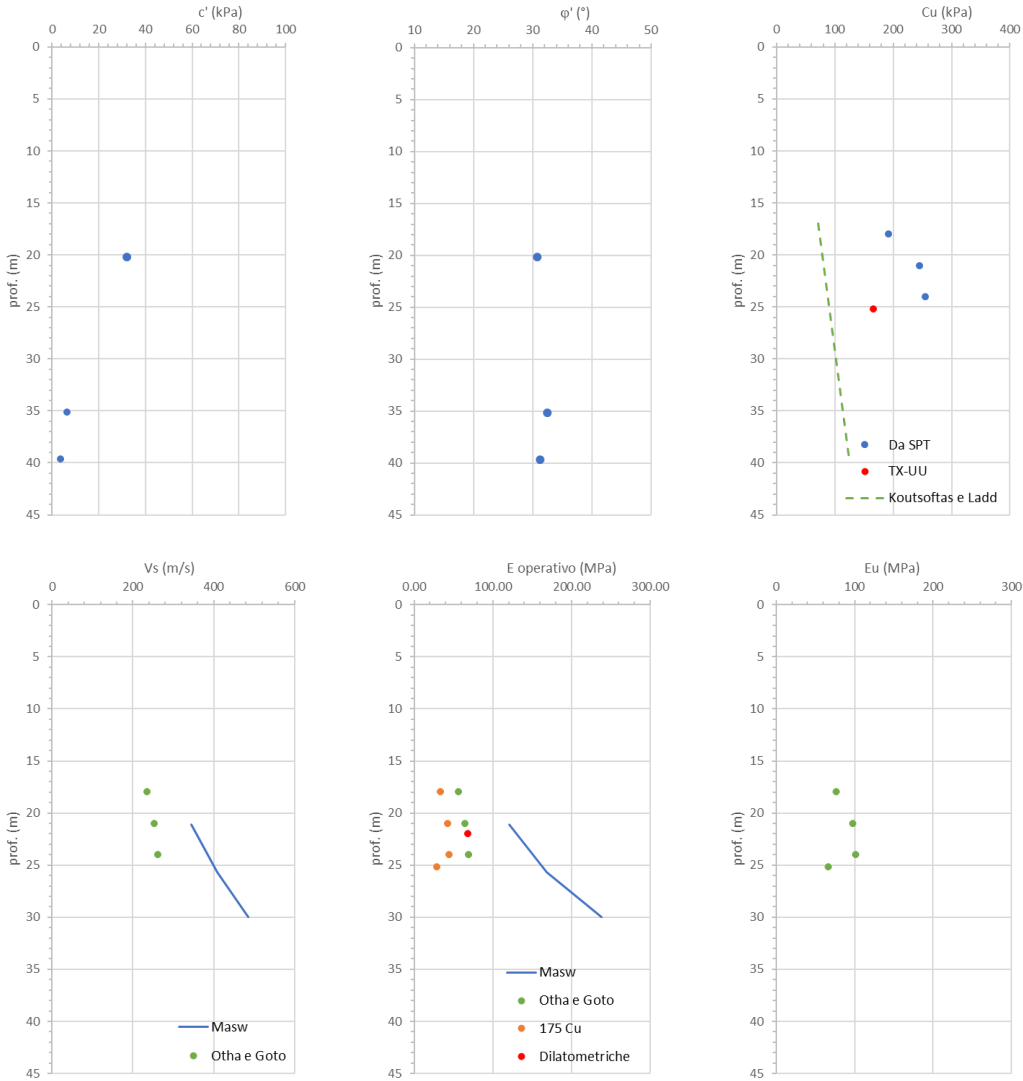 c' (kPa)
0 20 40 60 80 100
0
5
10
15
20
25
30
35
40
45
prof. (m)
φ' (°)
10 20 30 40 50
0
5
10
15
20
25
30
35
40
45
prof. (m)
Cu (kPa)
0 100 200 300 400
0
5
10
15
20
25
30
35
40
45
prof. (m)
Da SPT
TX-UU
Koutsoftas e Ladd
Vs (m/s)
0 200 400 600
0
5
10
15
20
25
30
35
40
45
prof. (m)
Masw
Otha e Goto
E operativo (MPa)
0.00 100.00 200.00 300.00
0
5
10
15
20
25
30
35
40
45
prof. (m)
Masw
Otha e Goto
175 Cu
Dilatometriche
Eu (MPa)
0 100 200 300
0
5
10
15
20
25
30
35
40
45
prof. (m)